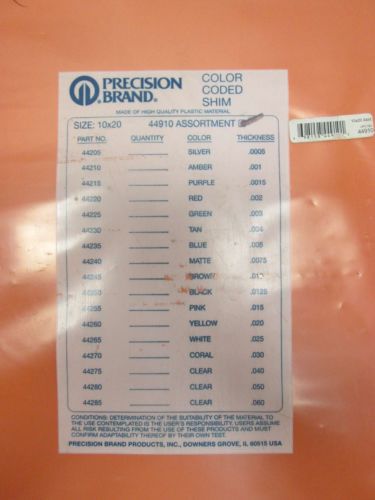 PRECISION BRAND® COLOR CODED SHIM
MADE OF HIGH QUALITY PLASTIC MATERIAL
SIZE: 10x20 44910 ASSORTMENT
PART NO. QUANTITY COLOR THICKNESS
44205 SILVER .0005
44210 AMBER .001
44215 PURPLE .0015
44220 RED .002
44225 GREEN .003
44230 TAN .004
44235 BLUE .005
44240 MATTE .0075
44245 BROWN .010
44250 BLACK .0125
44255 PINK .015
44260 YELLOW .020
44265 WHITE .025
44270 CORAL .030
44275 CLEAR .040
44280 CLEAR .050
44285 CLEAR .060
CONDITIONS: DETERMINATION OF THE SUITABILITY OF THE MATERIAL TO
THE USE CONTEMPLATED IS THE USER'S RESPONSIBILITY. USERS ASSUME
ALL RISK RESULTING FROM THE USE OF THESE PRODUCTS AND MUST
CONFIRM ADAPTABILITY THEREOF BY THEIR OWN TEST.
PRECISION BRAND PRODUCTS, INC., DOWNERS GROVE, IL 60515 USA
44910